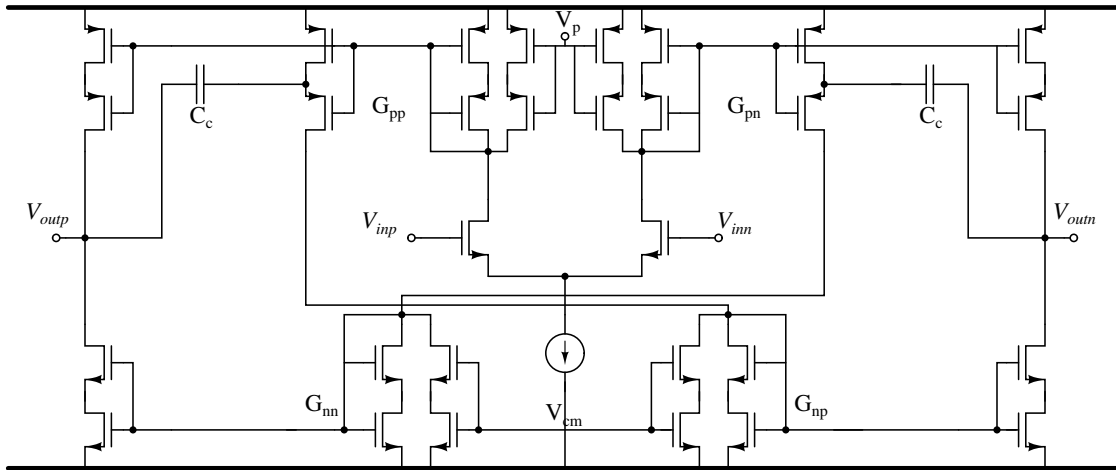 V_p
G_pp
G_pn
C_c
C_c
V_outp
V_inp
V_inn
V_outn
G_nn
V_cm
G_np